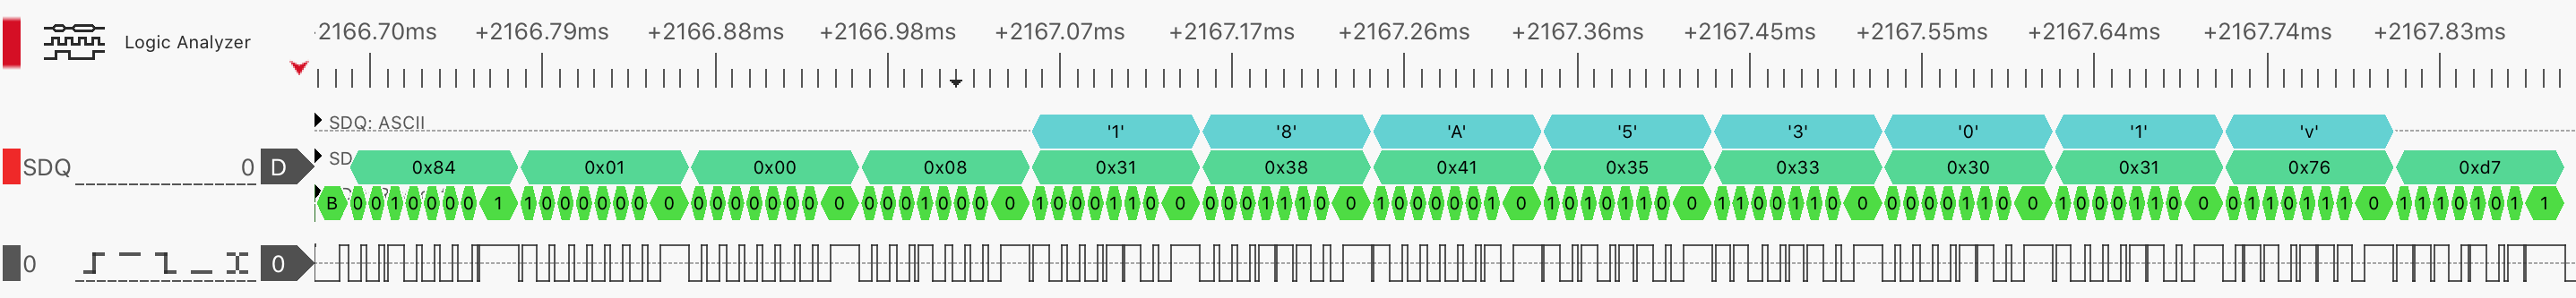 2166.70ms +2166.79ms +2166.88ms +2166.98ms +2167.07ms +2167.17ms +2167.26ms +2167.36ms +2167.45ms +2167.55ms +2167.64ms +2167.74ms +2167.83ms
Logic Analyzer
SDQ: ASCII '1' '8' 'A' '5' '3' '0' '1' 'v'
SDQ 0 D SD 0x84 0x01 0x00 0x08 0x31 0x38 0x41 0x35 0x33 0x30 0x31 0x76 0xd7
B 0 0 1 0 0 0 0 1 1 0 0 0 0 0 0 0 0 0 0 0 0 0 0 0 0 0 0 1 0 0 0 0 1 0 0 0 1 1 0 0 0 0 0 1 1 1 0 0 1 0 0 0 0 0 1 0 1 0 1 0 1 1 0 0 1 1 0 0 1 1 0 0 0 0 0 0 1 1 0 0 1 0 0 0 1 1 0 0 0 1 1 0 1 1 1 0 1 1 1 0 1 0 1 1
0 0